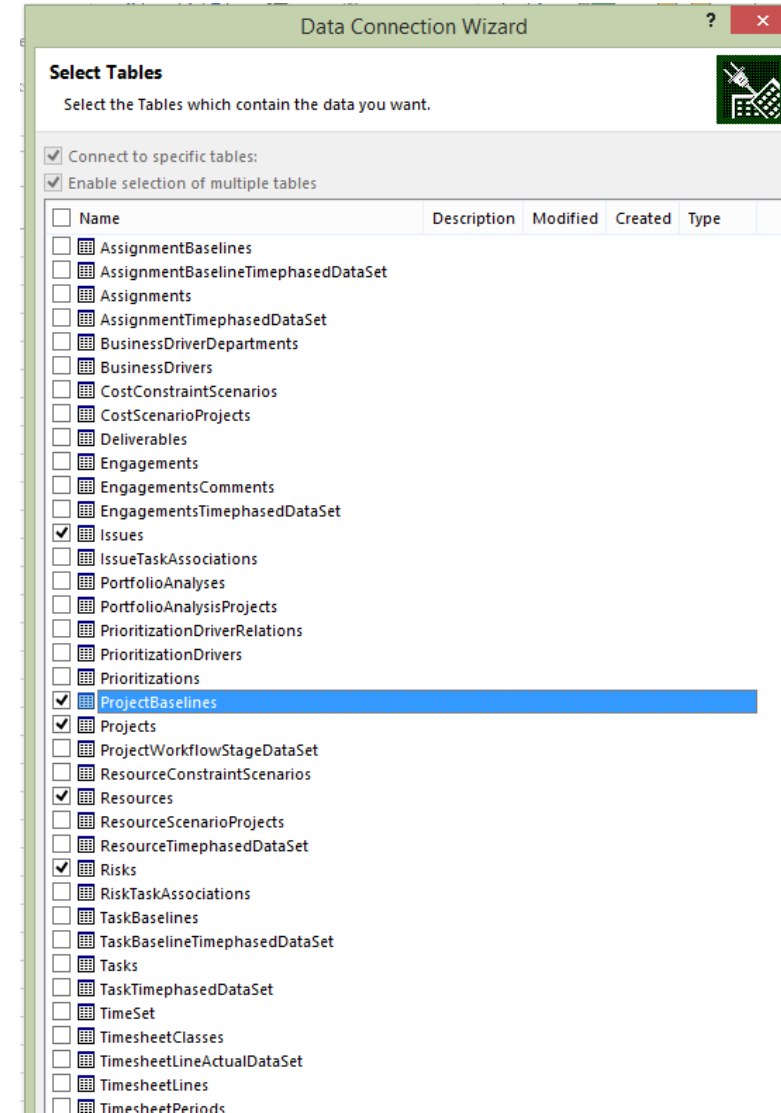 Data Connection Wizard
?
Select Tables
Select the Tables which contain the data you want.
Connect to specific tables:
Enable selection of multiple tables
Name Description Modified Created Type
AssignmentBaselines
AssignmentBaselineTimephasedDataSet
Assignments
AssignmentTimephasedDataSet
BusinessDriverDepartments
BusinessDrivers
CostConstraintScenarios
CostScenarioProjects
Deliverables
Engagements
EngagementsComments
EngagementsTimephasedDataSet
Issues
IssueTaskAssociations
PortfolioAnalyses
PortfolioAnalysisProjects
PrioritizationDriverRelations
PrioritizationDrivers
Prioritizations
ProjectBaselines
Projects
ProjectWorkflowStageDataSet
ResourceConstraintScenarios
Resources
ResourceScenarioProjects
ResourceTimephasedDataSet
Risks
RiskTaskAssociations
TaskBaselines
TaskBaselineTimephasedDataSet
Tasks
TaskTimephasedDataSet
TimeSet
TimesheetClasses
TimesheetLineActualDataSet
TimesheetLines
TimesheetPeriods